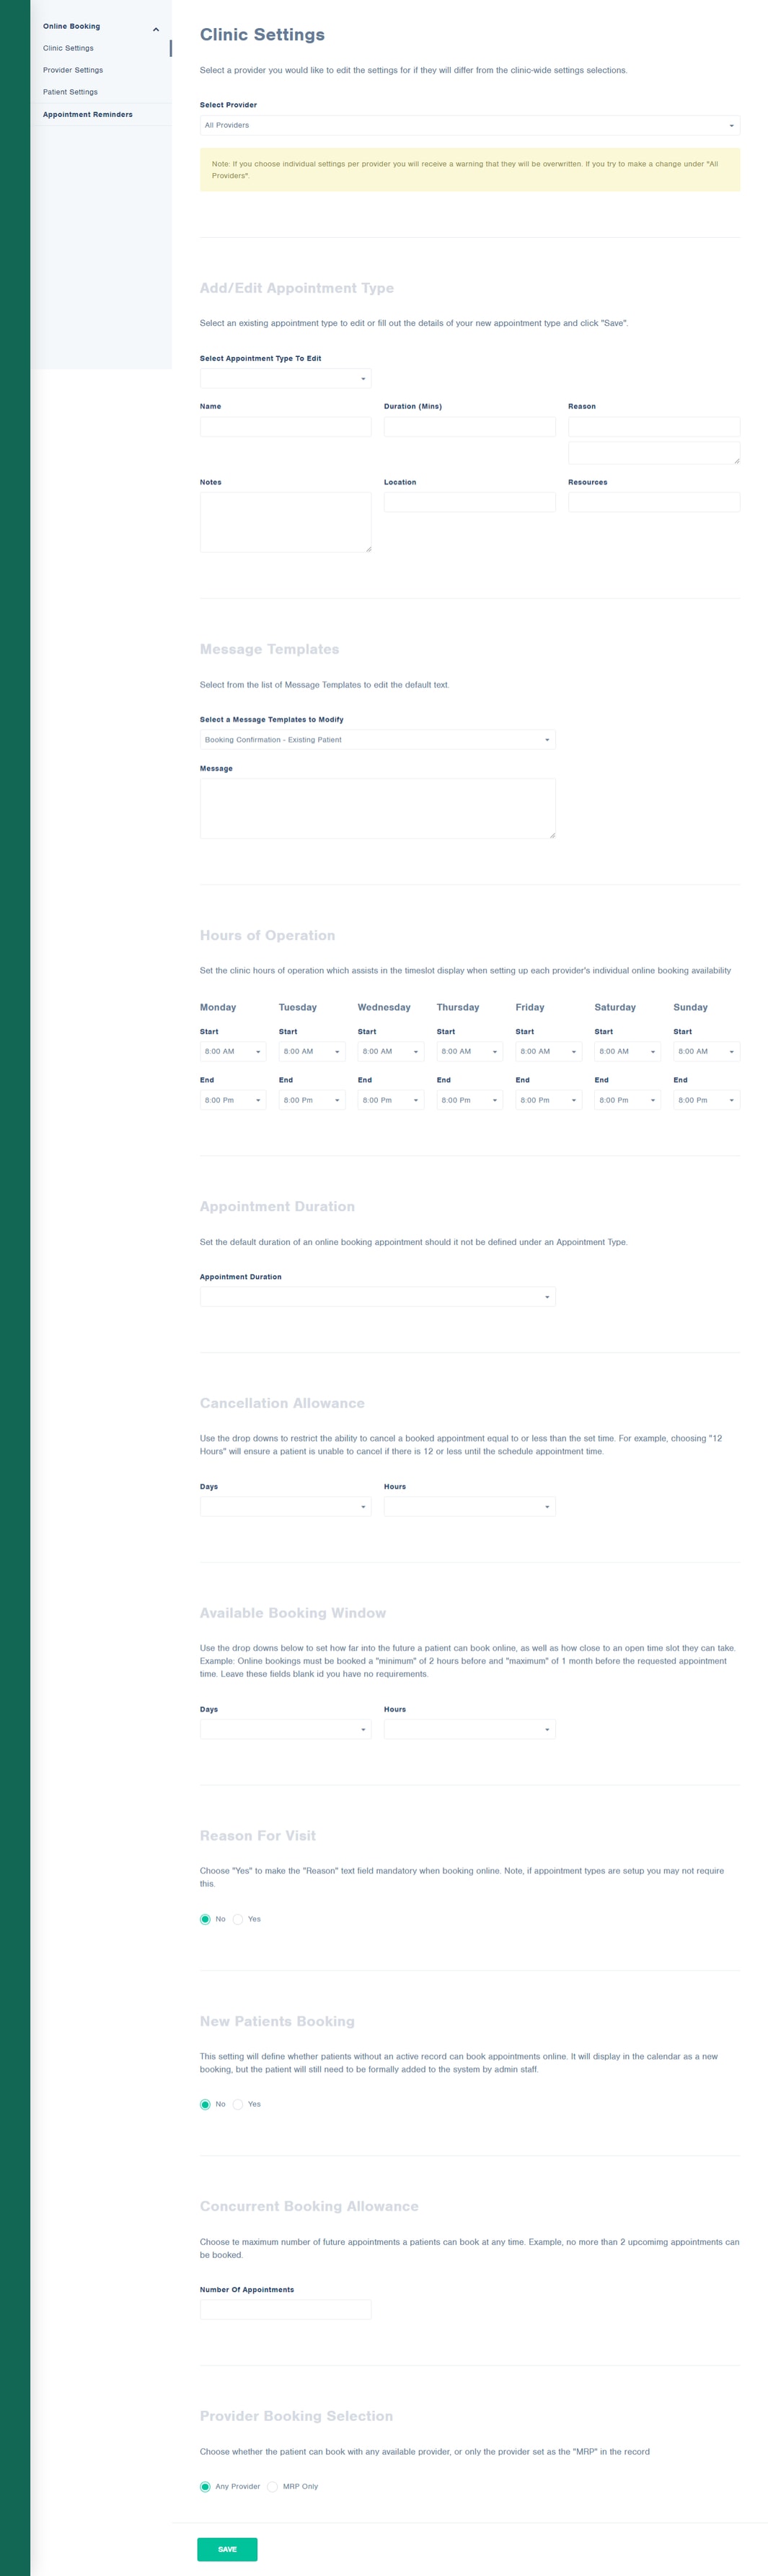 Online Booking
Clinic Settings
Provider Settings
Patient Settings
Appointment Reminders
Clinic Settings
Select a provider you would like to edit the settings for if they will differ from the clinic-wide settings selections.
Select Provider
All Providers
Note: If you choose individual settings per provider you will receive a warning that they will be overwritten. If you try to make a change under "All
Providers".
Add/Edit Appointment Type
Select an existing appointment type to edit or fill out the details of your new appointment type and click "Save".
Select Appointment Type To Edit
Name Duration (Mins) Reason
Notes Location Resources
Message Templates
Select from the list of Message Templates to edit the default text.
Select a Message Templates to Modify
Booking Confirmation - Existing Patient
Message
Hours of Operation
Set the clinic hours of operation which assists in the timeslot display when setting up each provider's individual online booking availability
Monday Tuesday Wednesday Thursday Friday Saturday Sunday
Start Start Start Start Start Start Start
8:00 AM 8:00 AM 8:00 AM 8:00 AM 8:00 AM 8:00 AM 8:00 AM
End End End End End End End
8:00 Pm 8:00 Pm 8:00 Pm 8:00 Pm 8:00 Pm 8:00 Pm 8:00 Pm
Appointment Duration
Set the default duration of an online booking appointment should it not be defined under an Appointment Type.
Appointment Duration
Cancellation Allowance
Use the drop downs to restrict the ability to cancel a booked appointment equal to or less than the set time. For example, choosing "12
Hours" will ensure a patient is unable to cancel if there is 12 or less until the schedule appointment time.
Days Hours
Available Booking Window
Use the drop downs below to set how far into the future a patient can book online, as well as how close to an open time slot they can take.
Example: Online bookings must be booked a "minimum" of 2 hours before and "maximum" of 1 month before the requested appointment
time. Leave these fields blank id you have no requirements.
Days Hours
Reason For Visit
Choose "Yes" to make the "Reason" text field mandatory when booking online. Note, if appointment types are setup you may not require
this.
No Yes
New Patients Booking
This setting will define whether patients without an active record can book appointments online. It will display in the calendar as a new
booking, but the patient will still need to be formally added to the system by admin staff.
No Yes
Concurrent Booking Allowance
Choose te maximum number of future appointments a patients can book at any time. Example, no more than 2 upcomimg appointments can
be booked.
Number Of Appointments
Provider Booking Selection
Choose whether the patient can book with any available provider, or only the provider set as the "MRP" in the record
Any Provider MRP Only
SAVE